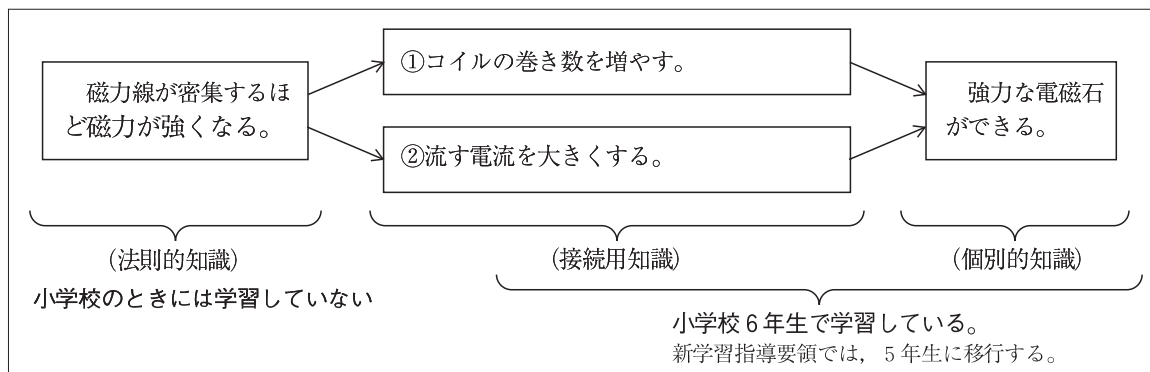 磁力線が密集するほ
ど磁力が強くなる。
①コイルの巻き数を増やす。
②流す電流を大きくする。
強力な電磁石
ができる。
(法則的知識)
(接続用知識)
(個別的知識)
小学校のときには学習していない
小学校6年生で学習している。
新学習指導要領では，5年生に移行する。